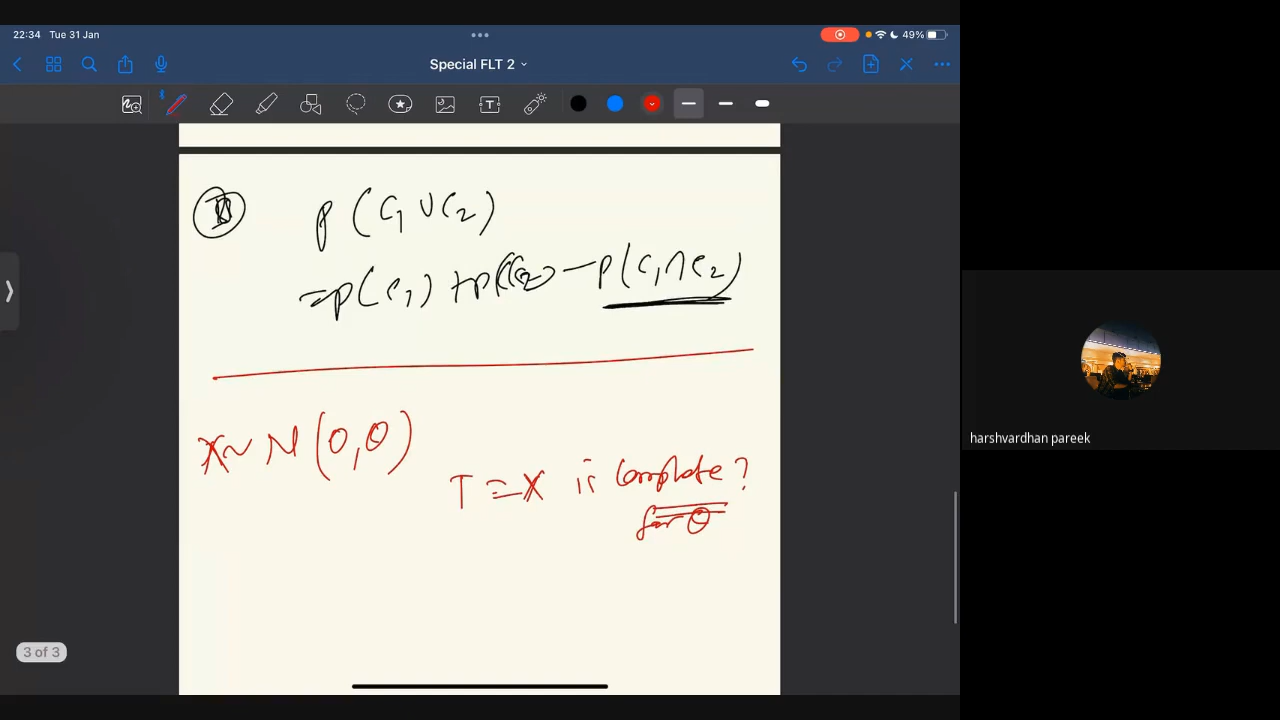 22:34 Tue 31 Jan
49%
Special FLT 2
P(C₁ ∪ C₂)
=P(C₁) + P(C₂) - P(C₁ ∩ C₂)
X ~ N(0, θ)
T = X is complete?
for θ
harshvardhan pareek
3 of 3